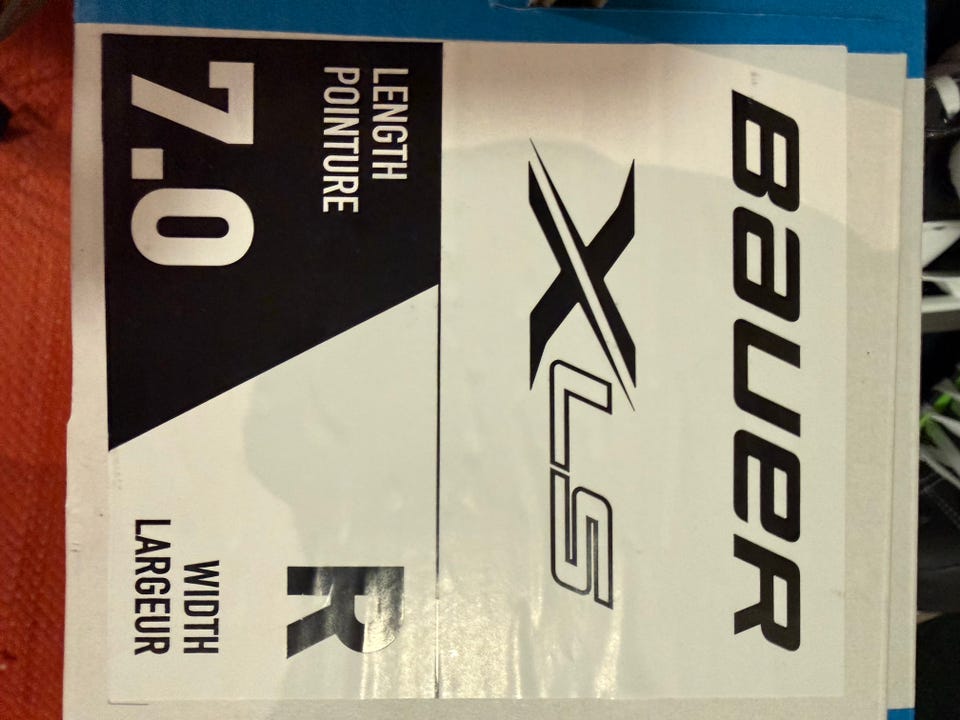 BAUER
XLS
LENGTH
POINTURE
7.0
R
WIDTH
LARGEUR